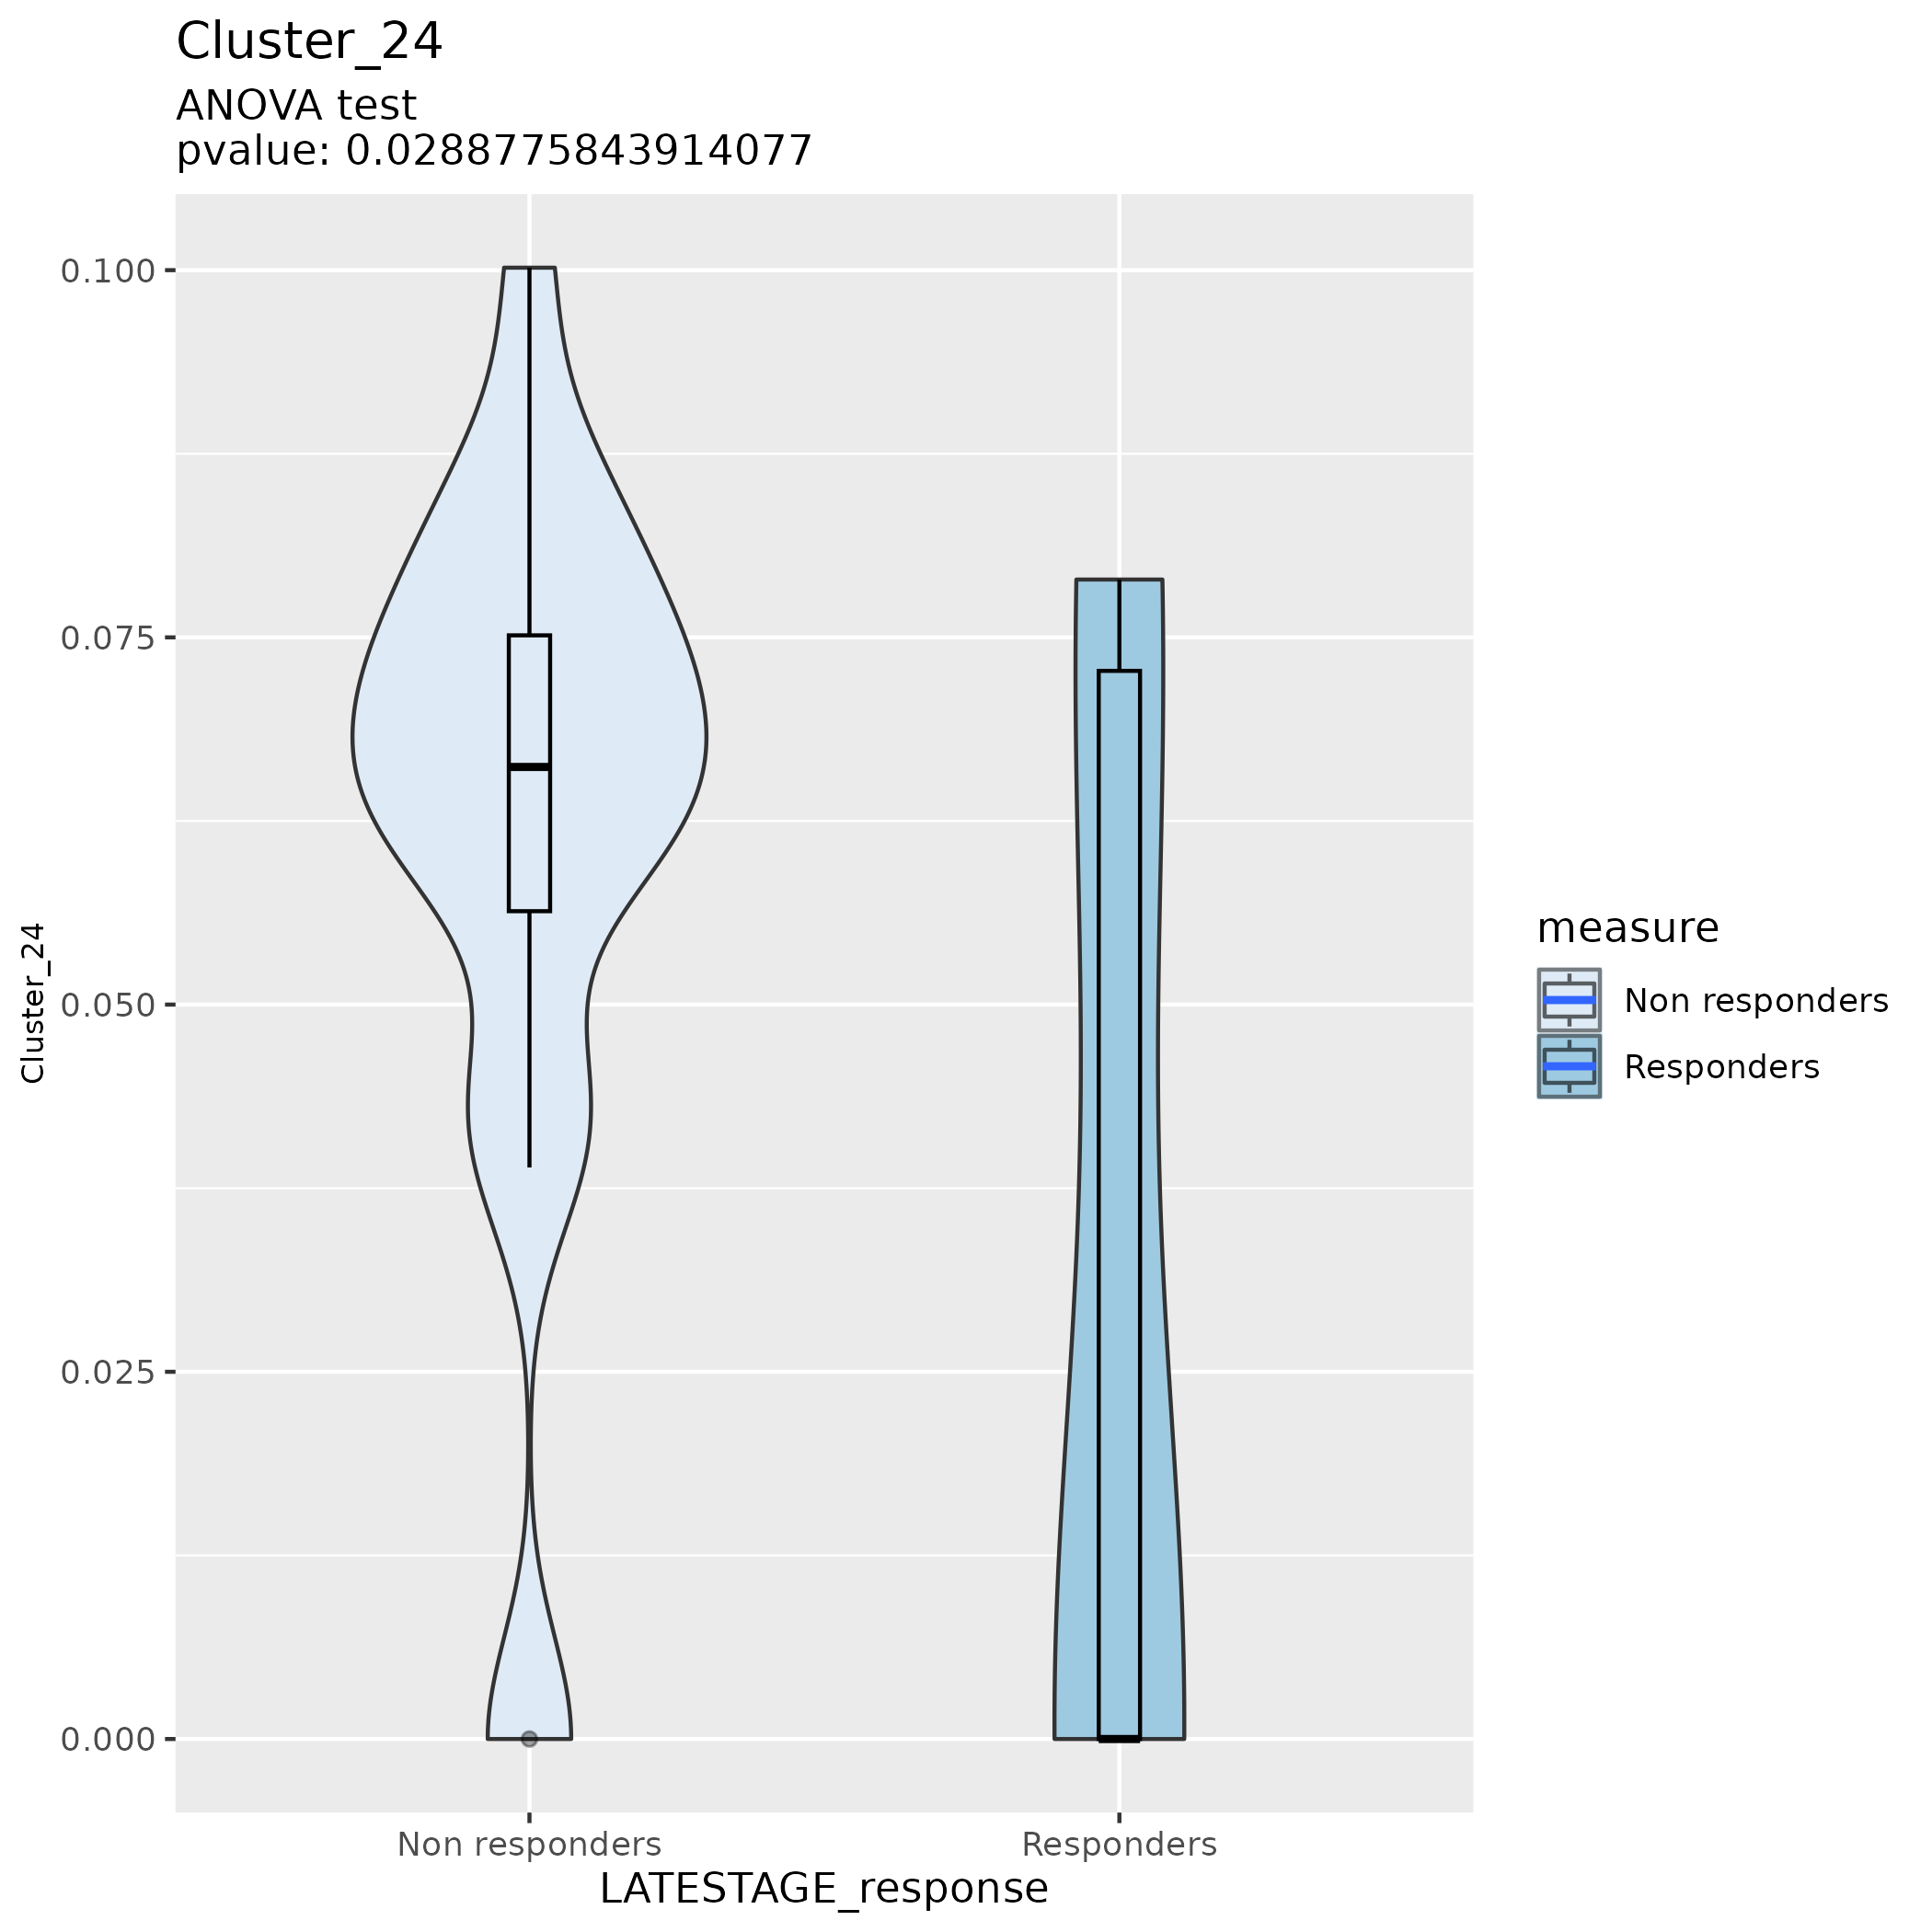 Cluster_24
ANOVA test
pvalue: 0.0288775843914077
Cluster_24
0.100
0.075
0.050
0.025
0.000
Non responders
Responders
LATESTAGE_response
measure
Non responders
Responders